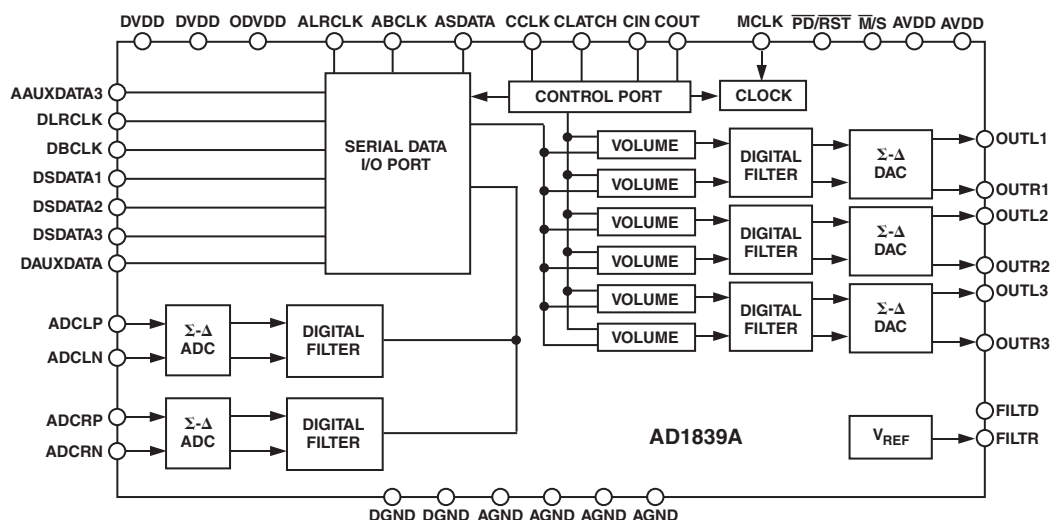 DVDD DVDD ODVDD ALRCLK ABCLK ASDATA CCLK CLATCH CIN COUT MCLK PD/RST M/S AVDD AVDD
AAUXDATA3
DLRCLK
DBCLK
DSDATA1
DSDATA2
DSDATA3
DAUXDATA
ADCLP
ADCLN
ADCRP
ADCRN
SERIAL DATA
I/O PORT
CONTROL PORT
CLOCK
VOLUME
VOLUME
VOLUME
VOLUME
VOLUME
VOLUME
DIGITAL
FILTER
DIGITAL
FILTER
DIGITAL
FILTER
Σ-Δ
DAC
Σ-Δ
DAC
Σ-Δ
DAC
OUTL1
OUTR1
OUTL2
OUTR2
OUTL3
OUTR3
Σ-Δ
ADC
DIGITAL
FILTER
Σ-Δ
ADC
DIGITAL
FILTER
AD1839A
VREF
FILTD
FILTR
DGND DGND AGND AGND AGND AGND